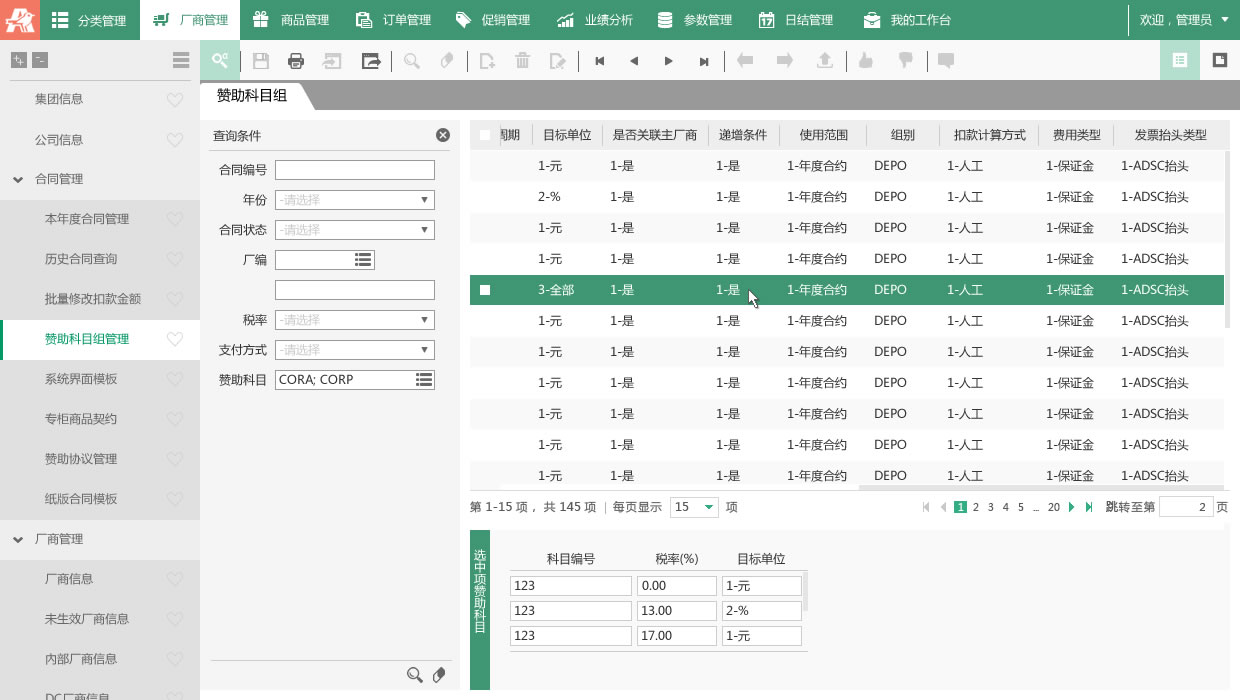 分类管理 厂商管理 商品管理 订单管理 促销管理 业绩分析 参数管理 日结管理 我的工作台 欢迎，管理员
赞助科目组
集团信息
公司信息
合同管理
本年度合同管理
历史合同查询
批量修改扣款金额
赞助科目组管理
系统界面模板
专柜商品契约
赞助协议管理
纸版合同模板
厂商管理
厂商信息
未生效厂商信息
内部厂商信息
DC厂商信息
查询条件
合同编号
年份 -请选择
合同状态 -请选择
厂编
税率 -请选择
支付方式 -请选择
赞助科目 CORA; CORP
周期 目标单位 是否关联主厂商 递增条件 使用范围 组别 扣款计算方式 费用类型 发票抬头类型
1-元 1-是 1-是 1-年度合约 DEPO 1-人工 1-保证金 1-ADSC抬头
2-% 1-是 1-是 1-年度合约 DEPO 1-人工 1-保证金 1-ADSC抬头
1-元 1-是 1-是 1-年度合约 DEPO 1-人工 1-保证金 1-ADSC抬头
1-元 1-是 1-是 1-年度合约 DEPO 1-人工 1-保证金 1-ADSC抬头
3-全部 1-是 1-是 1-年度合约 DEPO 1-人工 1-保证金 1-ADSC抬头
1-元 1-是 1-是 1-年度合约 DEPO 1-人工 1-保证金 1-ADSC抬头
1-元 1-是 1-是 1-年度合约 DEPO 1-人工 1-保证金 1-ADSC抬头
1-元 1-是 1-是 1-年度合约 DEPO 1-人工 1-保证金 1-ADSC抬头
1-元 1-是 1-是 1-年度合约 DEPO 1-人工 1-保证金 1-ADSC抬头
1-元 1-是 1-是 1-年度合约 DEPO 1-人工 1-保证金 1-ADSC抬头
1-元 1-是 1-是 1-年度合约 DEPO 1-人工 1-保证金 1-ADSC抬头
第 1-15 项，共 145 项 | 每页显示 15 项 1 2 3 4 5 ... 20 跳转至第 2 页
选中项赞助科目
科目编号 税率(%) 目标单位
123 0.00 1-元
123 13.00 2-%
123 17.00 1-元